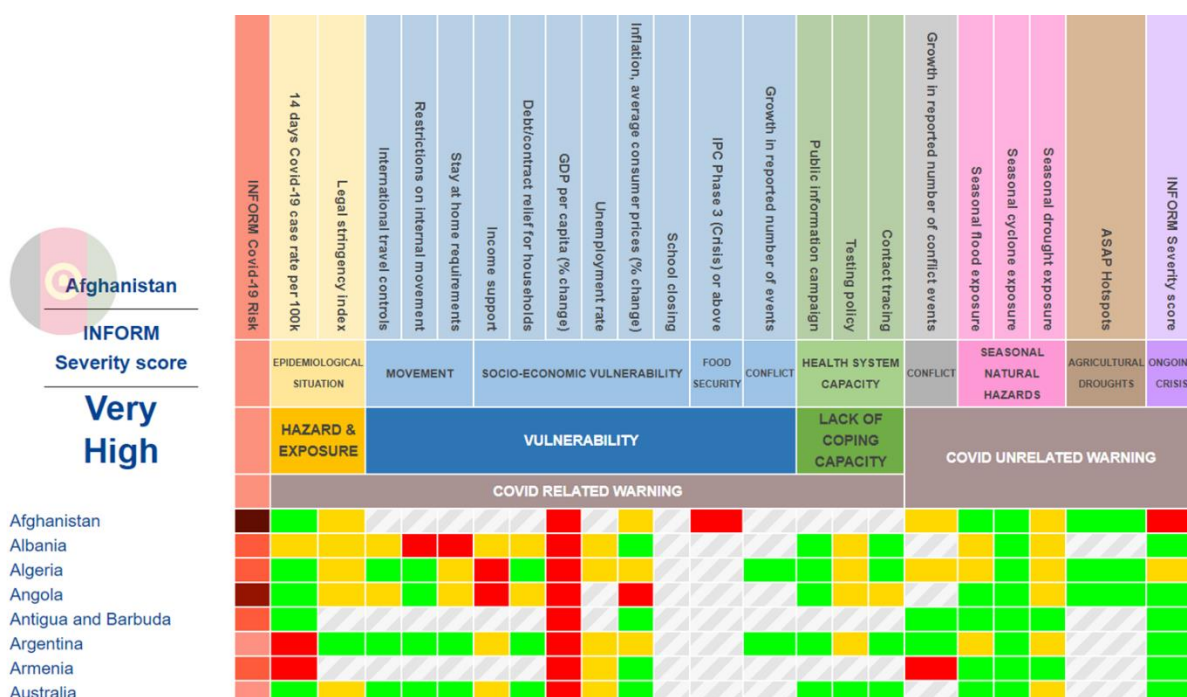 Afghanistan
INFORM
Severity score
Very
High
INFORM Covid-19 Risk
14 days Covid-19 case rate per 100k
Legal stringency index
International travel controls
Restrictions on internal movement
Stay at home requirements
Income support
Debt/contract relief for households
GDP per capita (% change)
Unemployment rate
Inflation, average consumer prices (% change)
School closing
IPC Phase 3 (Crisis) or above
Growth in reported number of events
Public information campaign
Testing policy
Contact tracing
Growth in reported number of conflict events
Seasonal flood exposure
Seasonal cyclone exposure
Seasonal drought exposure
ASAP Hotspots
INFORM Severity score
EPIDEMIOLOGICAL
SITUATION
MOVEMENT
SOCIO-ECONOMIC VULNERABILITY
FOOD
SECURITY
CONFLICT
HEALTH SYSTEM
CAPACITY
CONFLICT
SEASONAL
NATURAL
HAZARDS
AGRICULTURAL
DROUGHTS
ONGOING
CRISIS
HAZARD &
EXPOSURE
VULNERABILITY
LACK OF
COPING
CAPACITY
COVID UNRELATED WARNING
COVID RELATED WARNING
Afghanistan
Albania
Algeria
Angola
Antigua and Barbuda
Argentina
Armenia
Australia